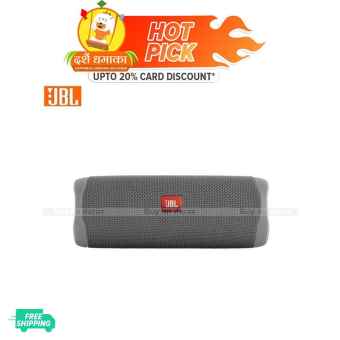 दशैं धमाका
HOT
PICK
UPTO 20% CARD DISCOUNT*
JBL
JBL
FREE
SHIPPING